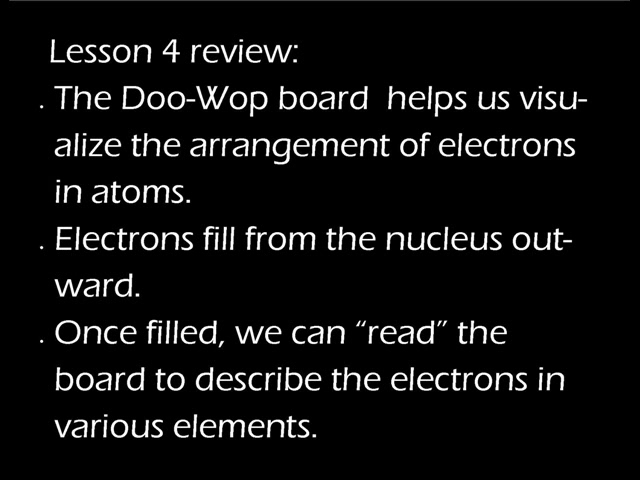 Lesson 4 review:
. The Doo-Wop board  helps us visu-
alize the arrangement of electrons
in atoms.
. Electrons fill from the nucleus out-
ward.
. Once filled, we can “read” the
board to describe the electrons in
various elements.